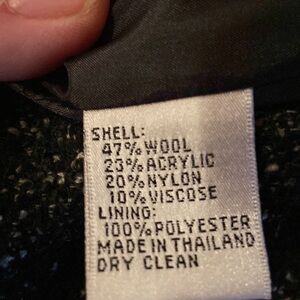 SHELL:
47% WOOL
23% ACRYLIC
20% NYLON
10% VISCOSE
LINING:
100% POLYESTER
MADE IN THAILAND
DRY CLEAN